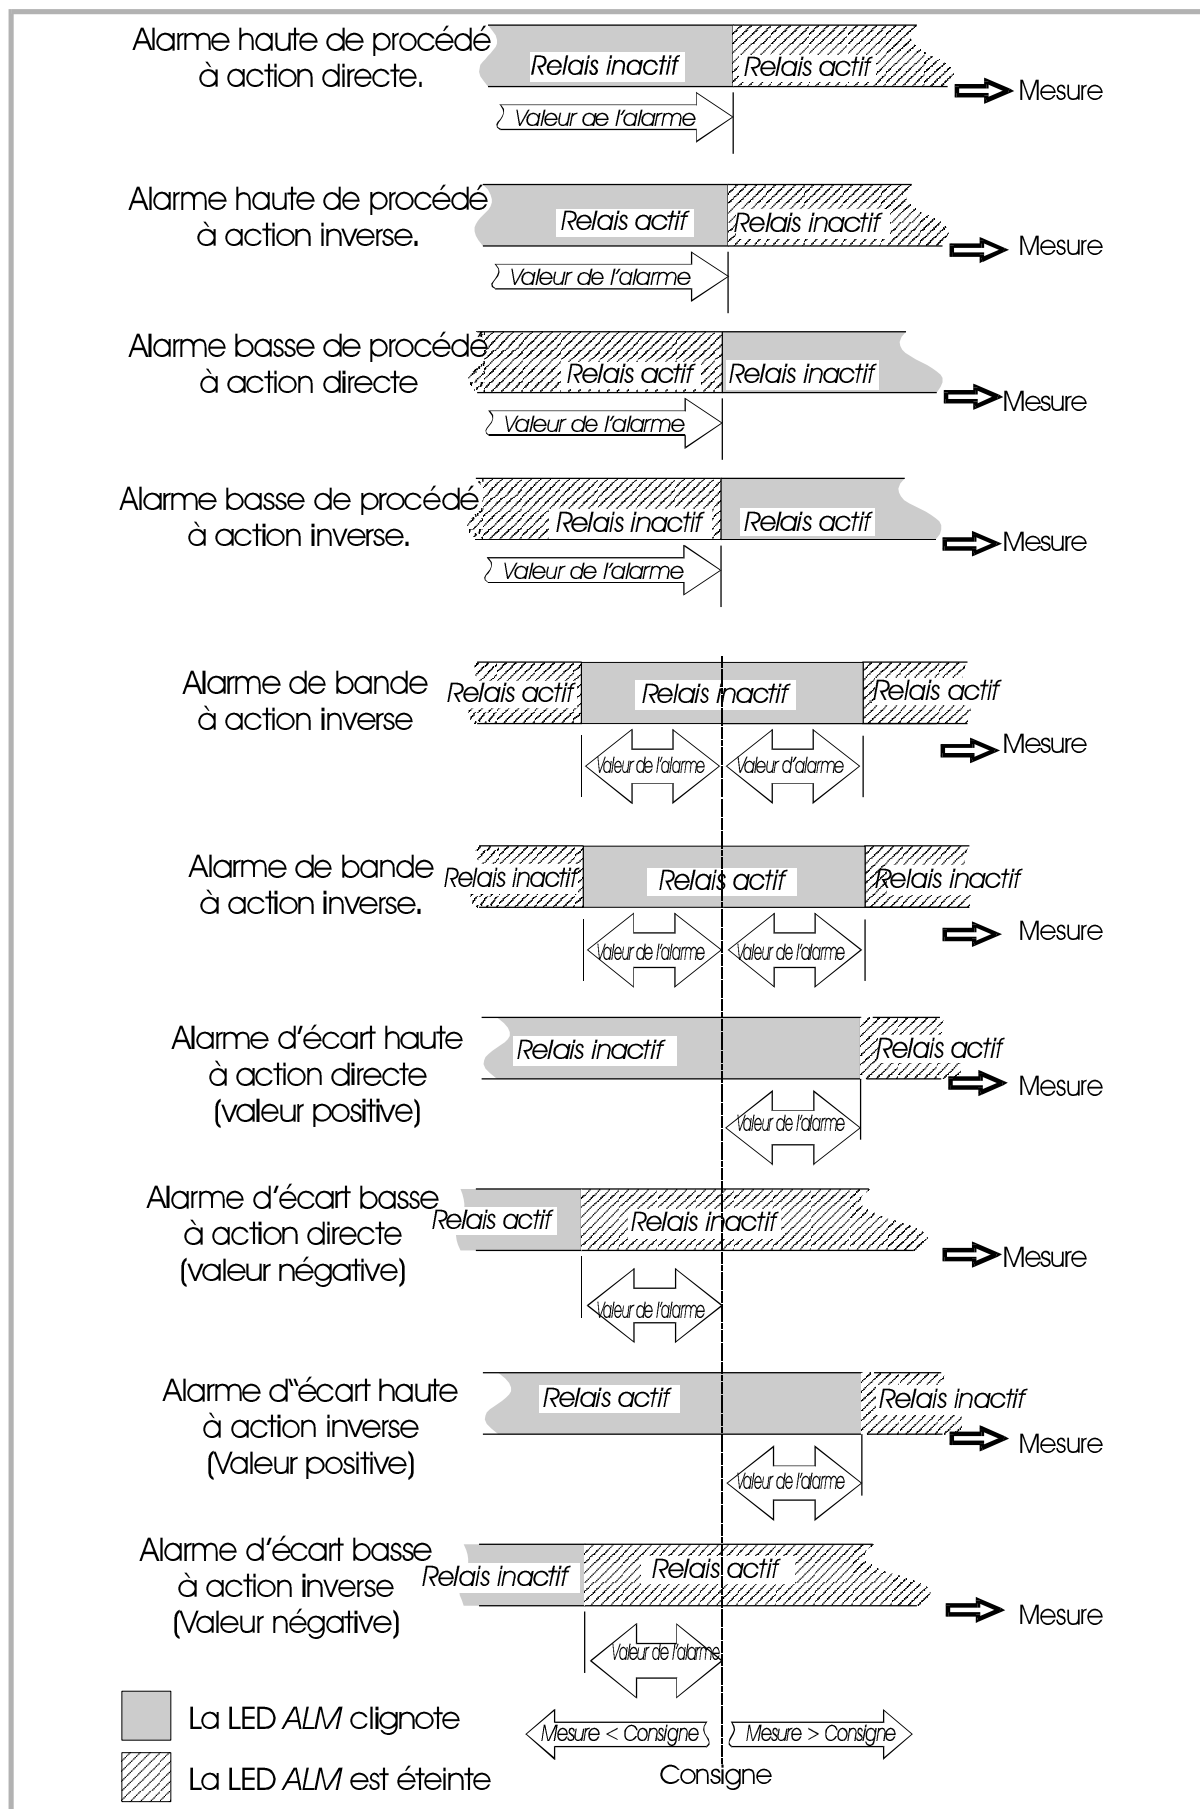 Alarme haute de procédé
à action directe.
Relais inactif
Relais actif
Mesure
Valeur de l'alarme
Alarme haute de procédé
à action inverse.
Relais actif
Relais inactif
Mesure
Valeur de l'alarme
Alarme basse de procédé
à action directe
Relais actif
Relais inactif
Mesure
Valeur de l'alarme
Alarme basse de procédé
à action inverse.
Relais inactif
Relais actif
Mesure
Valeur de l'alarme
Alarme de bande
à action inverse
Relais actif
Relais inactif
Relais actif
Mesure
Valeur de l'alarme
Valeur d'alarme
Alarme de bande
à action inverse.
Relais inactif
Relais actif
Relais inactif
Mesure
Valeur de l'alarme
Valeur de l'alarme
Alarme d'écart haute
à action directe
(valeur positive)
Relais inactif
Relais actif
Mesure
Valeur de l'alarme
Alarme d'écart basse
à action directe
(valeur négative)
Relais actif
Relais inactif
Mesure
Valeur de l'alarme
Alarme d"écart haute
à action inverse
(Valeur positive)
Relais actif
Relais inactif
Mesure
Valeur de l'alarme
Alarme d'écart basse
à action inverse
(Valeur négative)
Relais inactif
Relais actif
Mesure
Valeur de l'alarme
La LED ALM clignote
La LED ALM est éteinte
Mesure < Consigne
Mesure > Consigne
Consigne